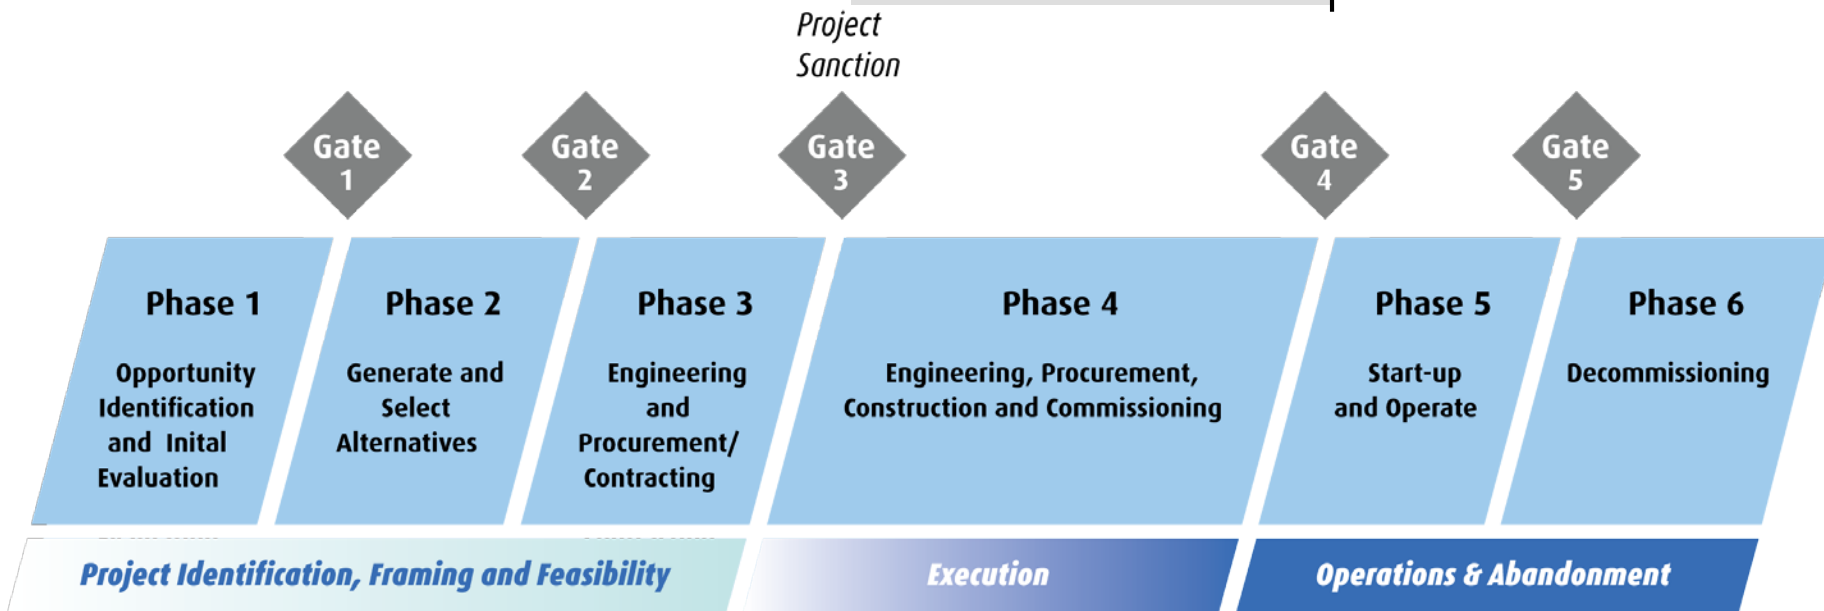 Project
Sanction
Gate
1
Gate
2
Gate
3
Gate
4
Gate
5
Phase 1
Opportunity
Identification
and Inital
Evaluation
Phase 2
Generate and
Select
Alternatives
Phase 3
Engineering
and
Procurement/
Contracting
Phase 4
Engineering, Procurement,
Construction and Commissioning
Phase 5
Start-up
and Operate
Phase 6
Decommissioning
Project Identification, Framing and Feasibility
Execution
Operations & Abandonment